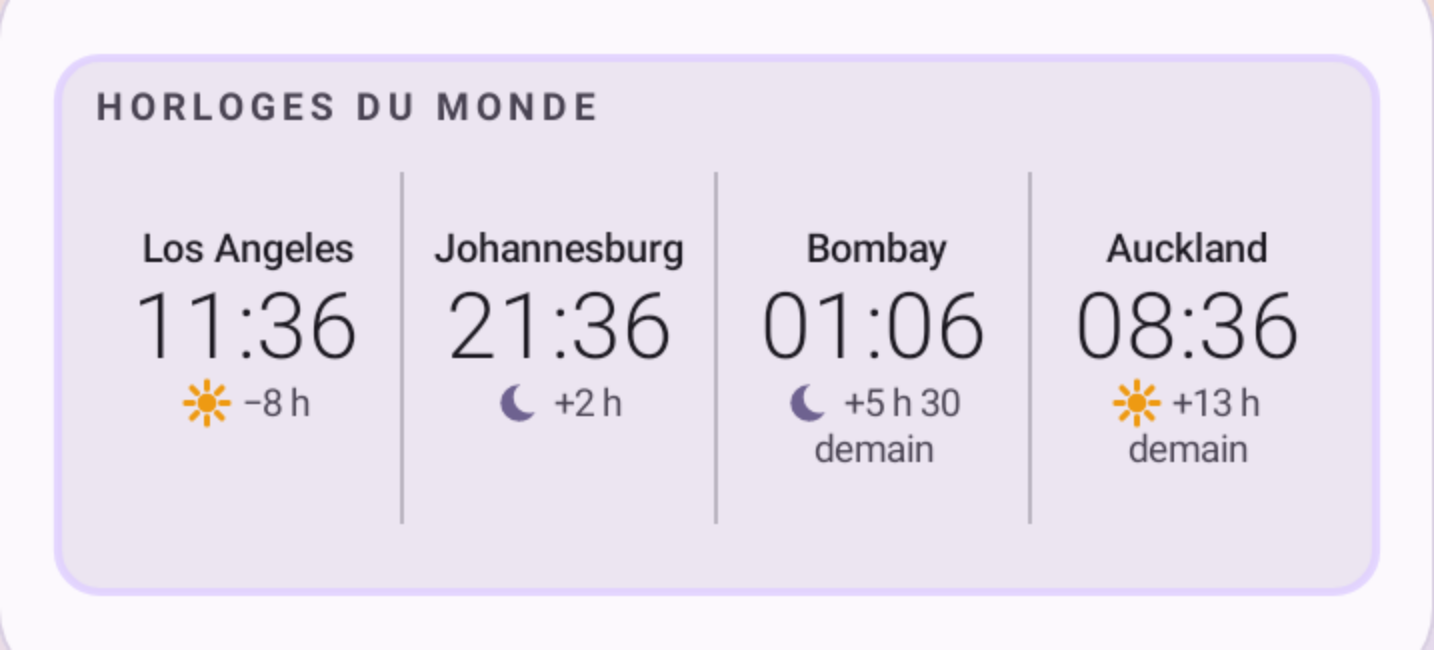 HORLOGES DU MONDE
Los Angeles
11:36
−8 h
Johannesburg
21:36
+2 h
Bombay
01:06
+5 h 30
demain
Auckland
08:36
+13 h
demain